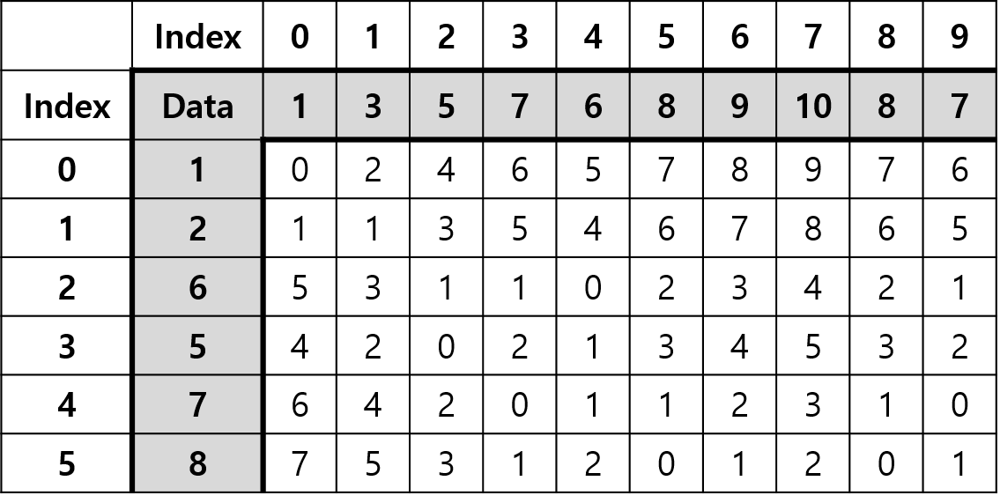 Index 0 1 2 3 4 5 6 7 8 9
Index Data 1 3 5 7 6 8 9 10 8 7
0 1 0 2 4 6 5 7 8 9 7 6
1 2 1 1 3 5 4 6 7 8 6 5
2 6 5 3 1 1 0 2 3 4 2 1
3 5 4 2 0 2 1 3 4 5 3 2
4 7 6 4 2 0 1 1 2 3 1 0
5 8 7 5 3 1 2 0 1 2 0 1